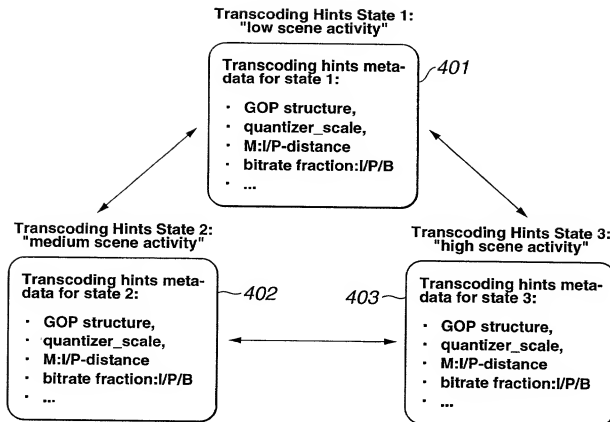 Transcoding Hints State 1:
"low scene activity"
Transcoding hints meta-
data for state 1:
· GOP structure,
· quantizer_scale,
· M:I/P-distance
· bitrate fraction:I/P/B
· ...
401
Transcoding Hints State 2:
"medium scene activity"
Transcoding hints meta-
data for state 2:
· GOP structure,
· quantizer_scale,
· M:I/P-distance
· bitrate fraction:I/P/B
· ...
402
Transcoding Hints State 3:
"high scene activity"
403
Transcoding hints meta-
data for state 3:
· GOP structure,
· quantizer_scale,
· M:I/P-distance
· bitrate fraction:I/P/B
· ...